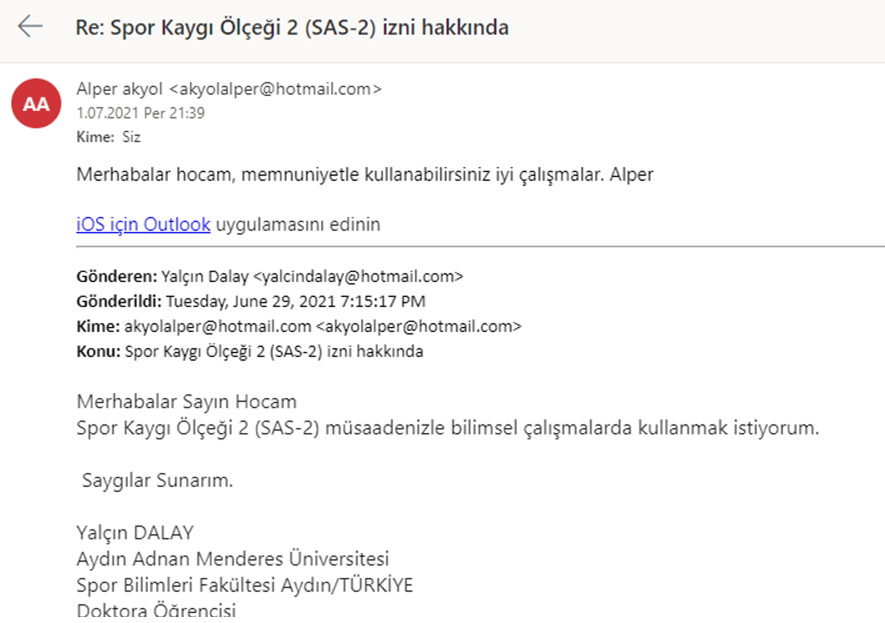 Re: Spor Kaygı Ölçeği 2 (SAS-2) izni hakkında
AA
Alper akyol <akyolalper@hotmail.com>
1.07.2021 Per 21:39
Kime: Siz
Merhabalar hocam, memnuniyetle kullanabilirsiniz iyi çalışmalar. Alper
iOS için Outlook uygulamasını edinin
Gönderen: Yalçın Dalay <yalcindalay@hotmail.com>
Gönderildi: Tuesday, June 29, 2021 7:15:17 PM
Kime: akyolalper@hotmail.com <akyolalper@hotmail.com>
Konu: Spor Kaygı Ölçeği 2 (SAS-2) izni hakkında
Merhabalar Sayın Hocam
Spor Kaygı Ölçeği 2 (SAS-2) müsaadenizle bilimsel çalışmalarda kullanmak istiyorum.
Saygılar Sunarım.
Yalçın DALAY
Aydın Adnan Menderes Üniversitesi
Spor Bilimleri Fakültesi Aydın/TÜRKİYE
Doktora Öğrencisi